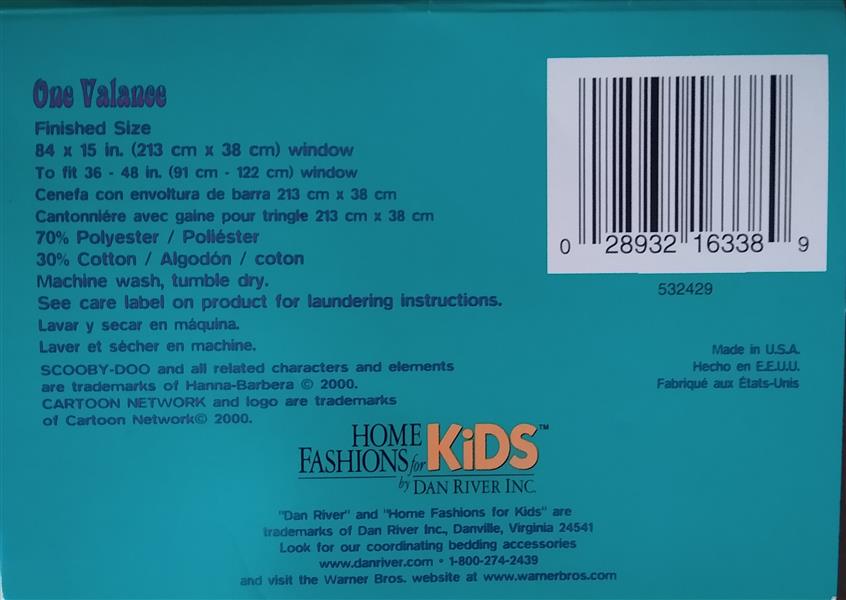 One Valance
Finished Size
84 x 15 in. (213 cm x 38 cm) window
To fit 36 - 48 in. (91 cm - 122 cm) window
Cenefa con envoltura de barra 213 cm x 38 cm
Cantonniére avec gaine pour tringle 213 cm x 38 cm
70% Polyester / Poliéster
30% Cotton / Algodón / coton
Machine wash, tumble dry.
See care label on product for laundering instructions.
Lavar y secar en máquina.
Laver et sécher en machine.
SCOOBY-DOO and all related characters and elements
are trademarks of Hanna-Barbera © 2000.
CARTOON NETWORK and logo are trademarks
of Cartoon Network© 2000.
0 28932 16338 9
532429
Made in U.S.A.
Hecho en E.E.U.U.
Fabriqué aux États-Unis
HOME
FASHIONS for KiDS™
by DAN RIVER INC.
"Dan River" and "Home Fashions for Kids" are
trademarks of Dan River Inc., Danville, Virginia 24541
Look for our coordinating bedding accessories
www.danriver.com • 1-800-274-2439
and visit the Warner Bros. website at www.warnerbros.com